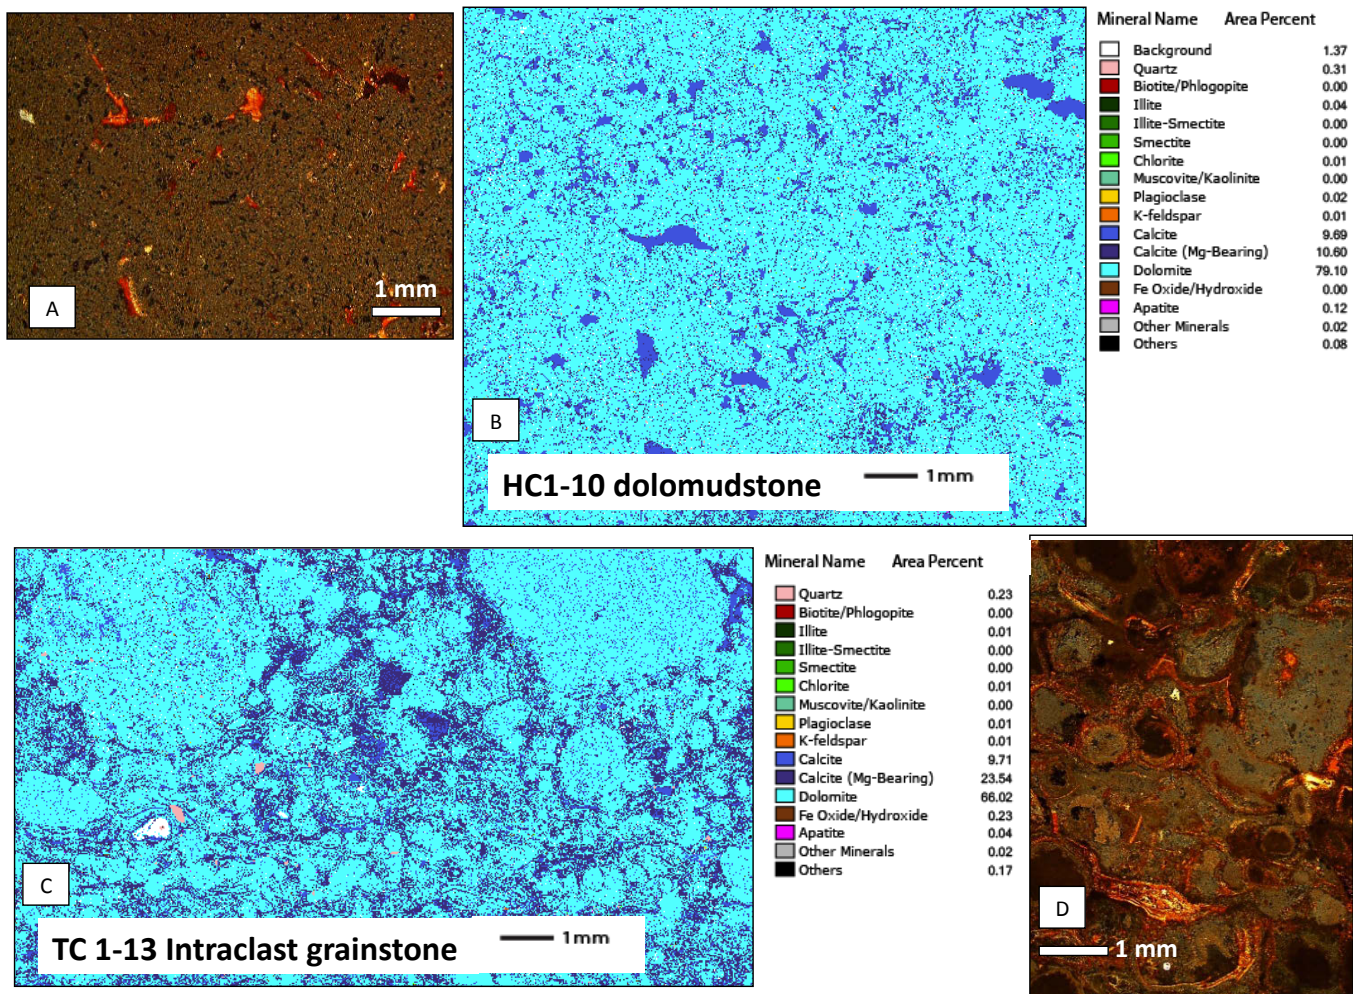 1 mm
A
Mineral Name Area Percent
Background 1.37
Quartz 0.31
Biotite/Phlogopite 0.00
Illite 0.04
Illite-Smectite 0.00
Smectite 0.00
Chlorite 0.01
Muscovite/Kaolinite 0.00
Plagioclase 0.02
K-feldspar 0.01
Calcite 9.69
Calcite (Mg-Bearing) 10.60
Dolomite 79.10
Fe Oxide/Hydroxide 0.00
Apatite 0.12
Other Minerals 0.02
Others 0.08
B
HC1-10 dolomudstone 1mm
Mineral Name Area Percent
Quartz 0.23
Biotite/Phlogopite 0.00
Illite 0.01
Illite-Smectite 0.00
Smectite 0.00
Chlorite 0.01
Muscovite/Kaolinite 0.00
Plagioclase 0.01
K-feldspar 0.01
Calcite 9.71
Calcite (Mg-Bearing) 23.54
Dolomite 66.02
Fe Oxide/Hydroxide 0.23
Apatite 0.04
Other Minerals 0.02
Others 0.17
C
TC 1-13 Intraclast grainstone 1mm
D
1 mm